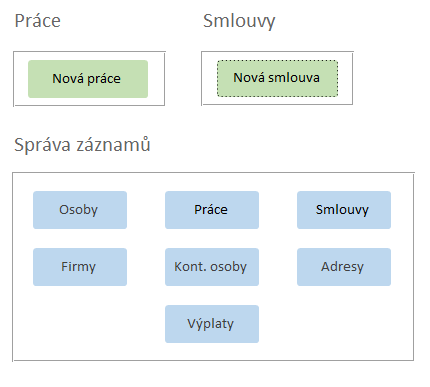 Práce
Smlouvy
Nová práce
Nová smlouva
Správa záznamů
Osoby
Práce
Smlouvy
Firmy
Kont. osoby
Adresy
Výplaty